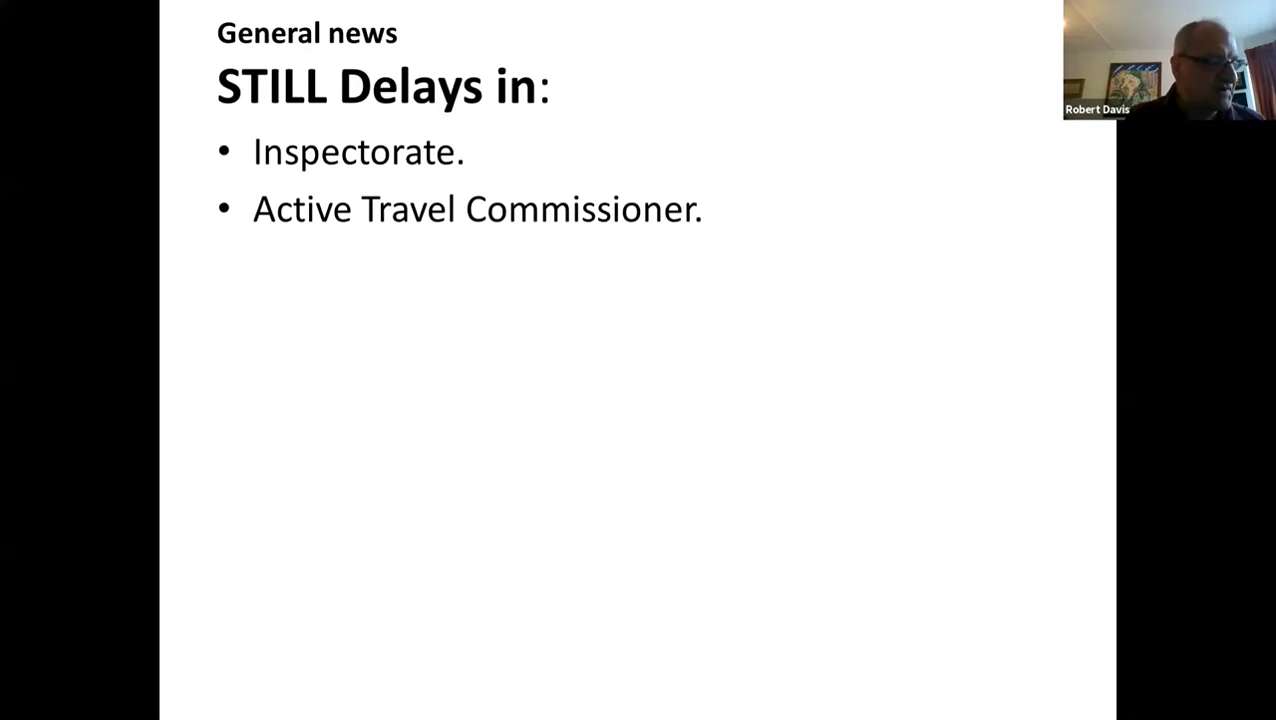 General news
STILL Delays in:
• Inspectorate.
• Active Travel Commissioner.
Robert Davis